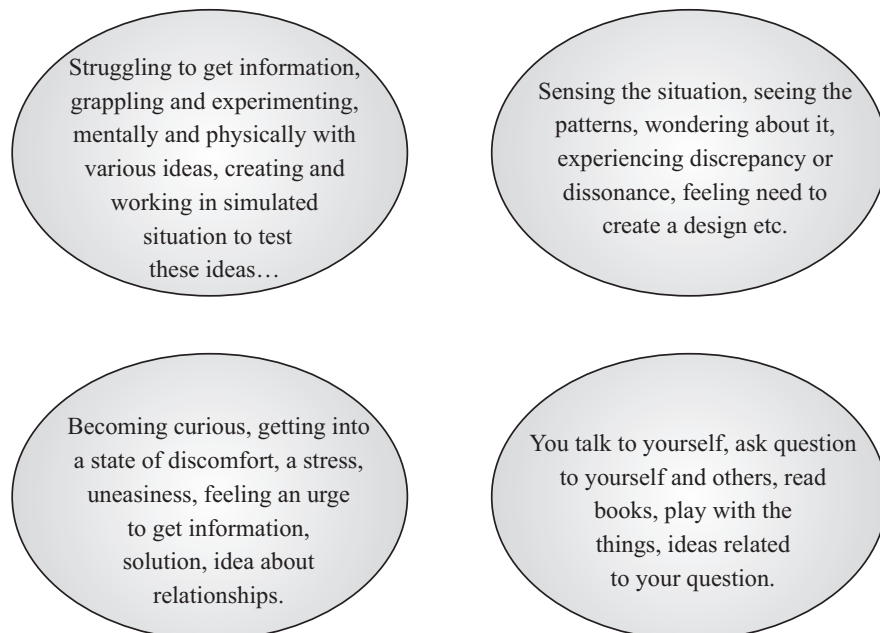 Struggling to get information,
grappling and experimenting,
mentally and physically with
various ideas, creating and
working in simulated
situation to test
these ideas…
Sensing the situation, seeing the
patterns, wondering about it,
experiencing discrepancy or
dissonance, feeling need to
create a design etc.
Becoming curious, getting into
a state of discomfort, a stress,
uneasiness, feeling an urge
to get information,
solution, idea about
relationships.
You talk to yourself, ask question
to yourself and others, read
books, play with the
things, ideas related
to your question.